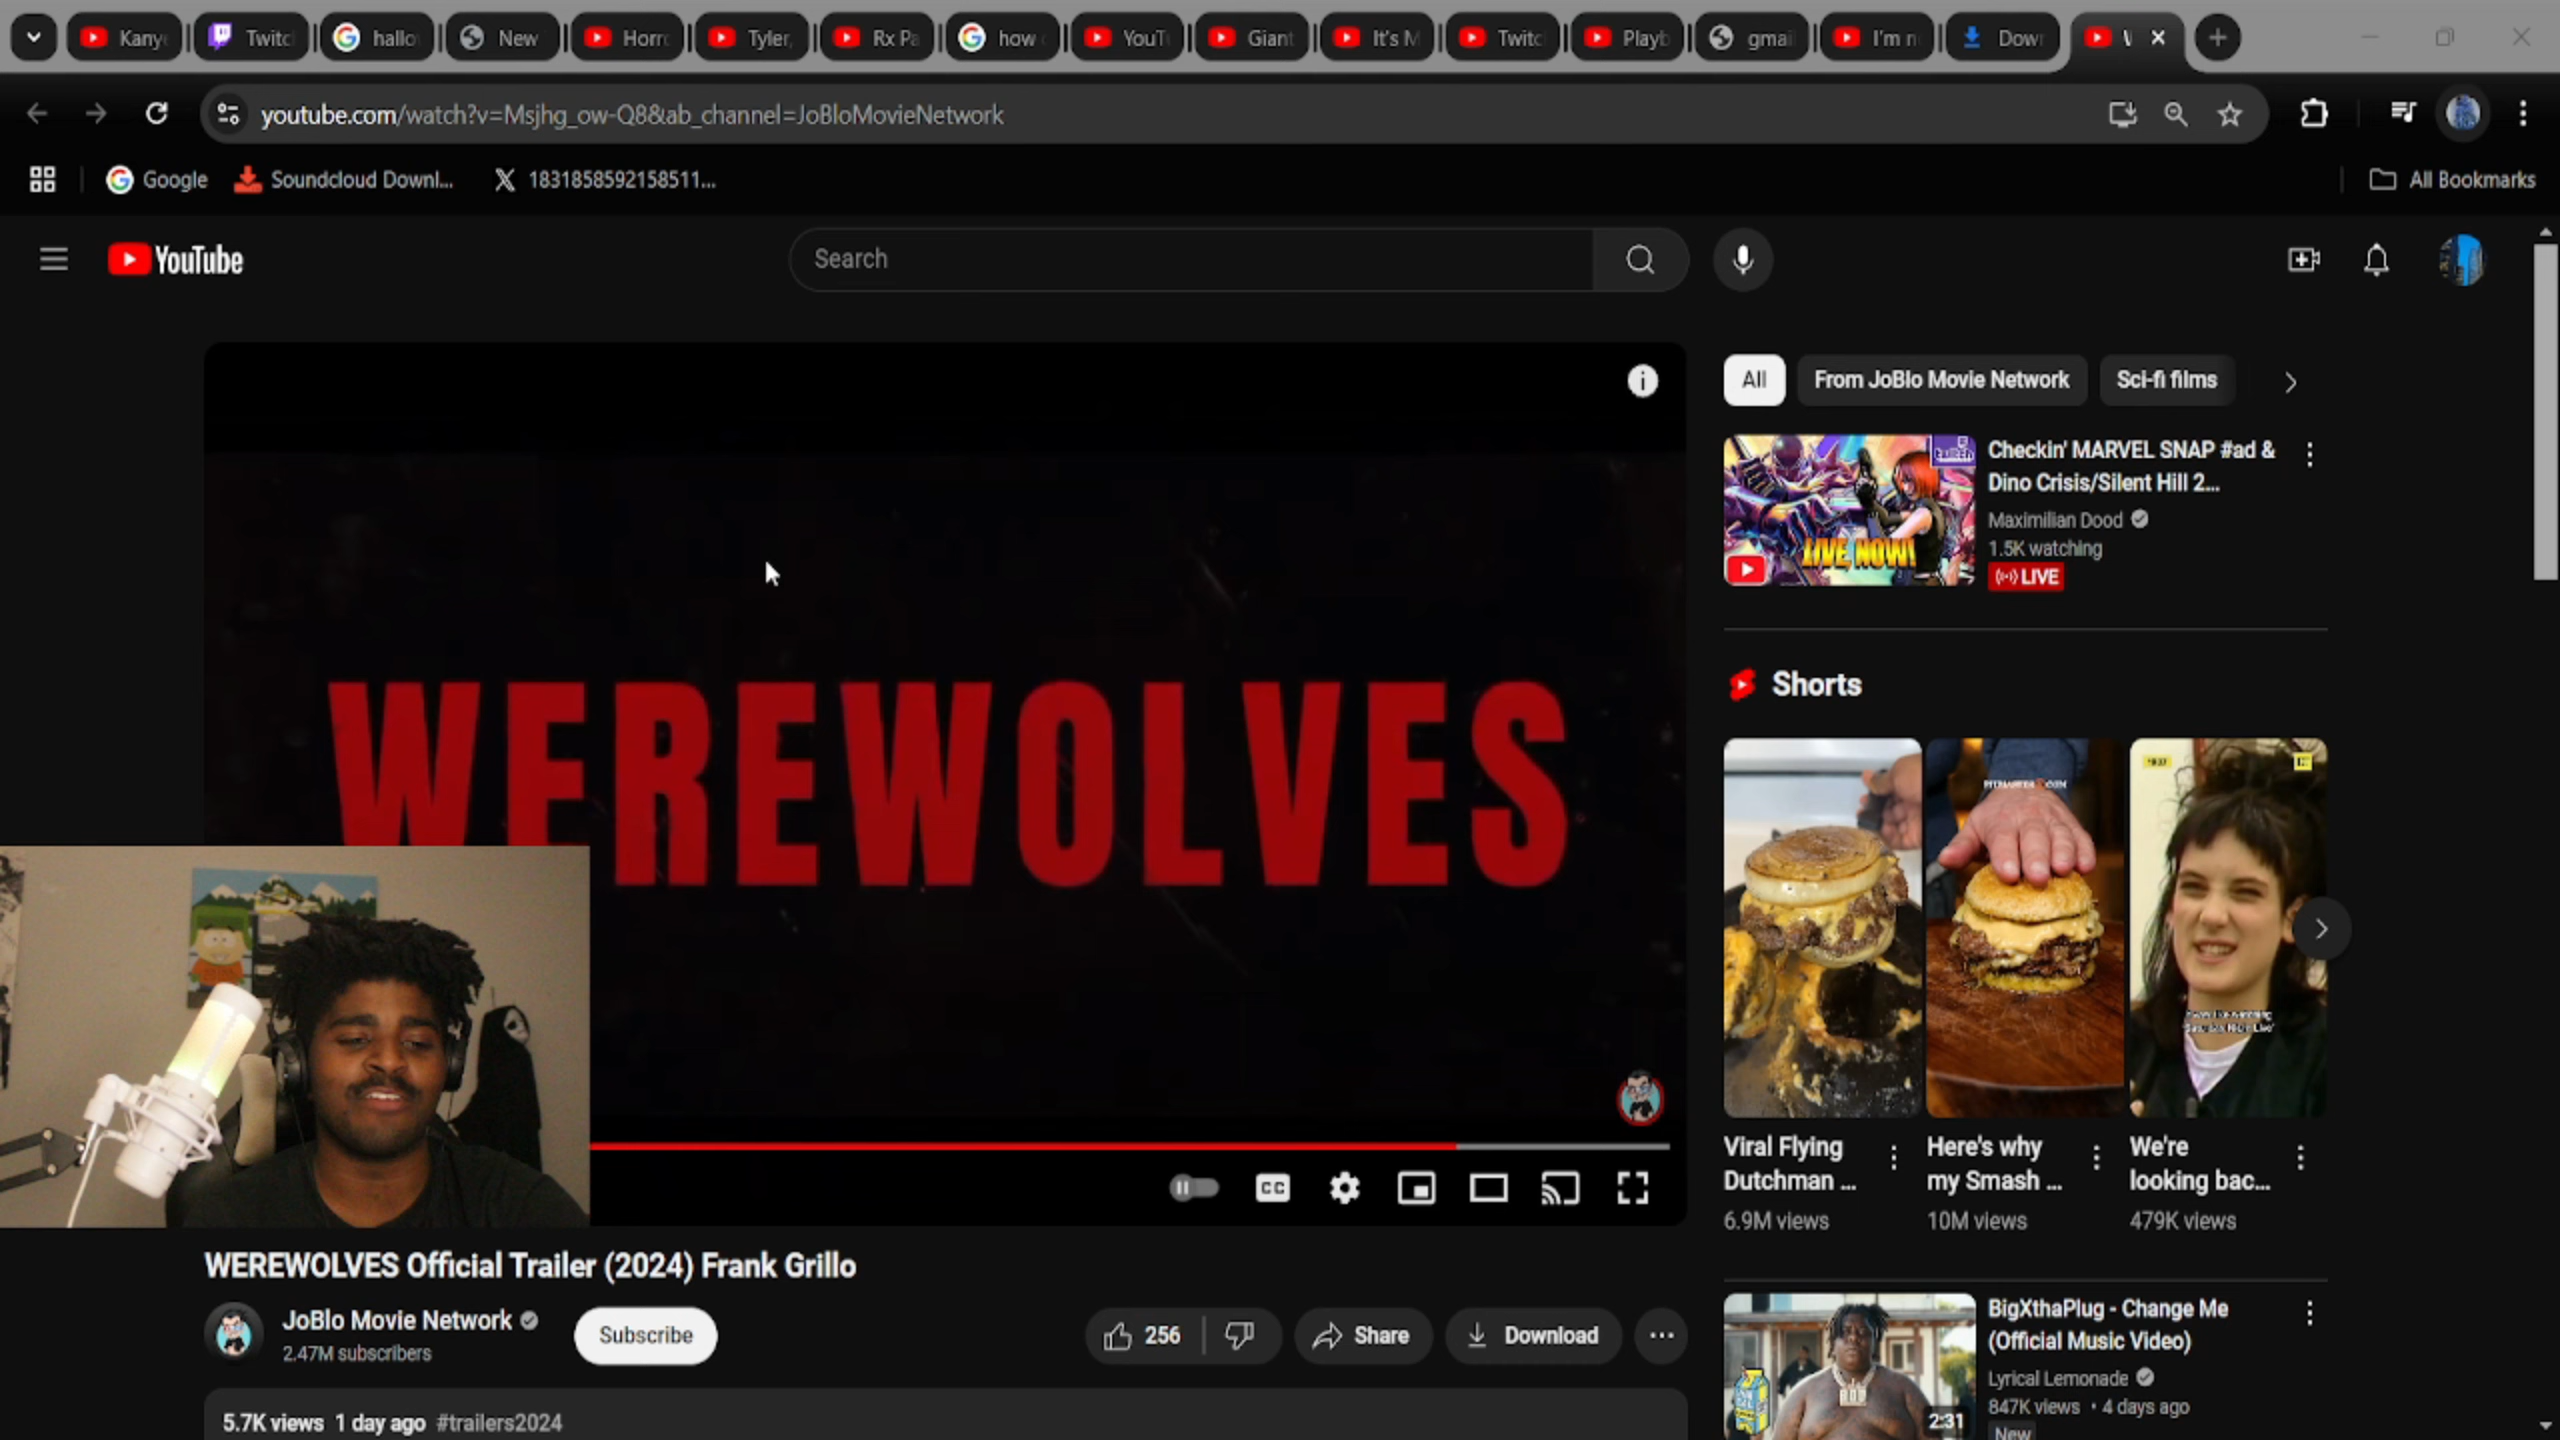 Kany
Twitc
hallo
New
Horr
Tyler,
Rx Pa
how
YouT
Giant
It's M
Twitc
Playb
gmai
I'm n
Dow
youtube.com/watch?v=Msjhg_ow-Q8&ab_channel=JoBloMovieNetwork
Google
Soundcloud Downl...
1831858592158511...
All Bookmarks
YouTube
Search
All
From JoBlo Movie Network
Sci-fi films
WEREWOLVES
twitch
LIVE NOW!
Checkin' MARVEL SNAP #ad &
Dino Crisis/Silent Hill 2...
Maximilian Dood
1.5K watching
LIVE
Shorts
Viral Flying
Dutchman ...
6.9M views
Here's why
my Smash ...
10M views
We're
looking bac...
479K views
CC
WEREWOLVES Official Trailer (2024) Frank Grillo
JoBlo Movie Network
2.47M subscribers
Subscribe
256
Share
Download
5.7K views 1 day ago #trailers2024
BigXthaPlug - Change Me
(Official Music Video)
Lyrical Lemonade
847K views • 4 days ago
New
2:31